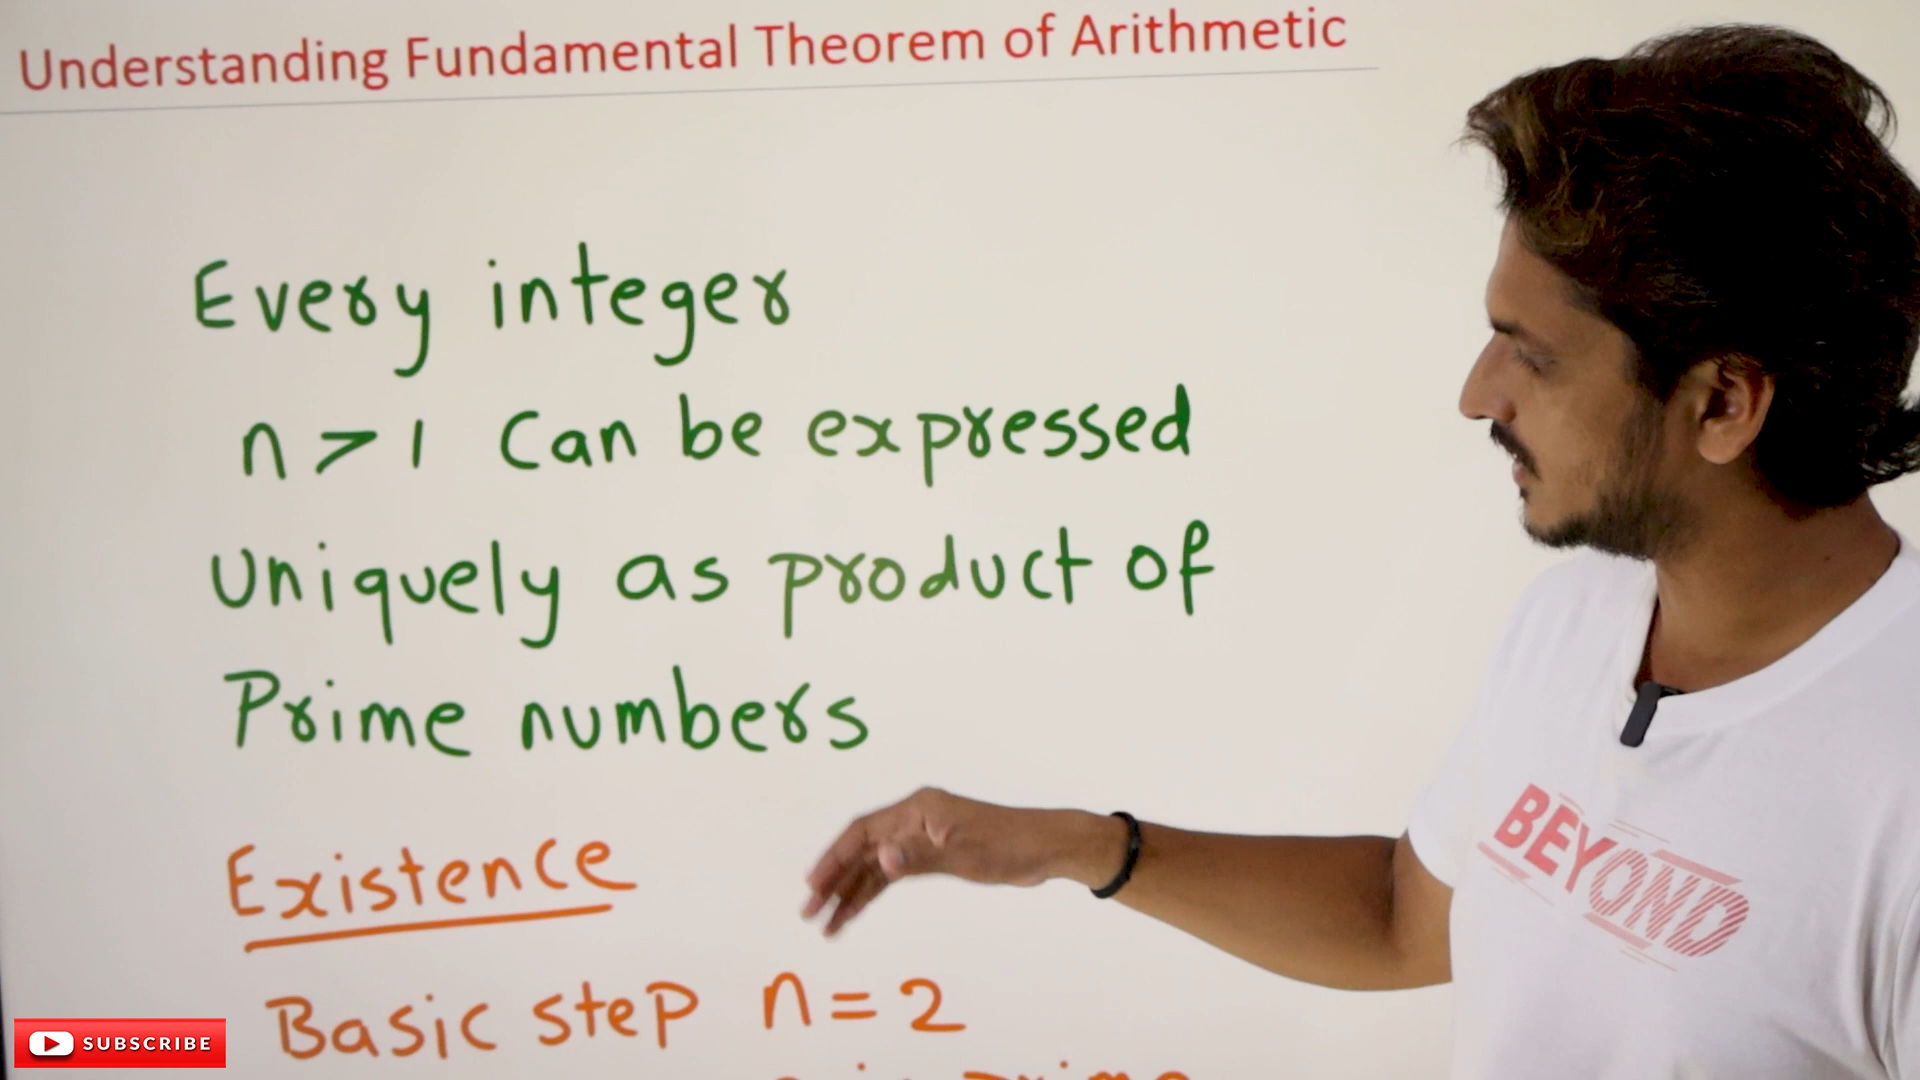 Understanding Fundamental Theorem of Arithmetic
Every integer
n > 1 Can be expressed
Uniquely as product of
Prime numbers
Existence
Basic step n = 2
BEYOND
SUBSCRIBE